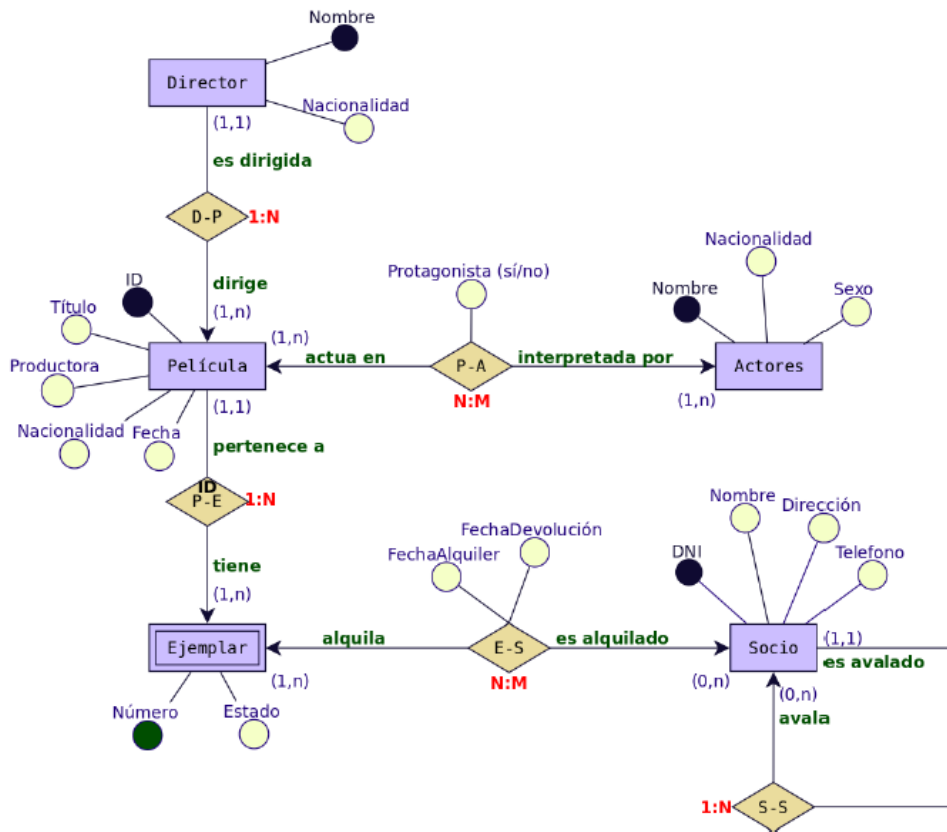 Nombre
Director
Nacionalidad
(1,1)
es dirigida
D-P
1:N
Nacionalidad
ID
dirige
Protagonista (sí/no)
Título
Nombre
Sexo
(1,n)
(1,n)
Productora
Película
actua en
P-A
interpretada por
Actores
(1,1)
N:M
(1,n)
Nacionalidad
Fecha
pertenece a
ID
P-E
1:N
Nombre
Dirección
FechaDevolución
FechaAlquiler
DNI
Telefono
tiene
(1,n)
Ejemplar
alquila
E-S
es alquilado
Socio
(1,1)
es avalado
(1,n)
N:M
(0,n)
(0,n)
Número
Estado
avala
1:N
S-S